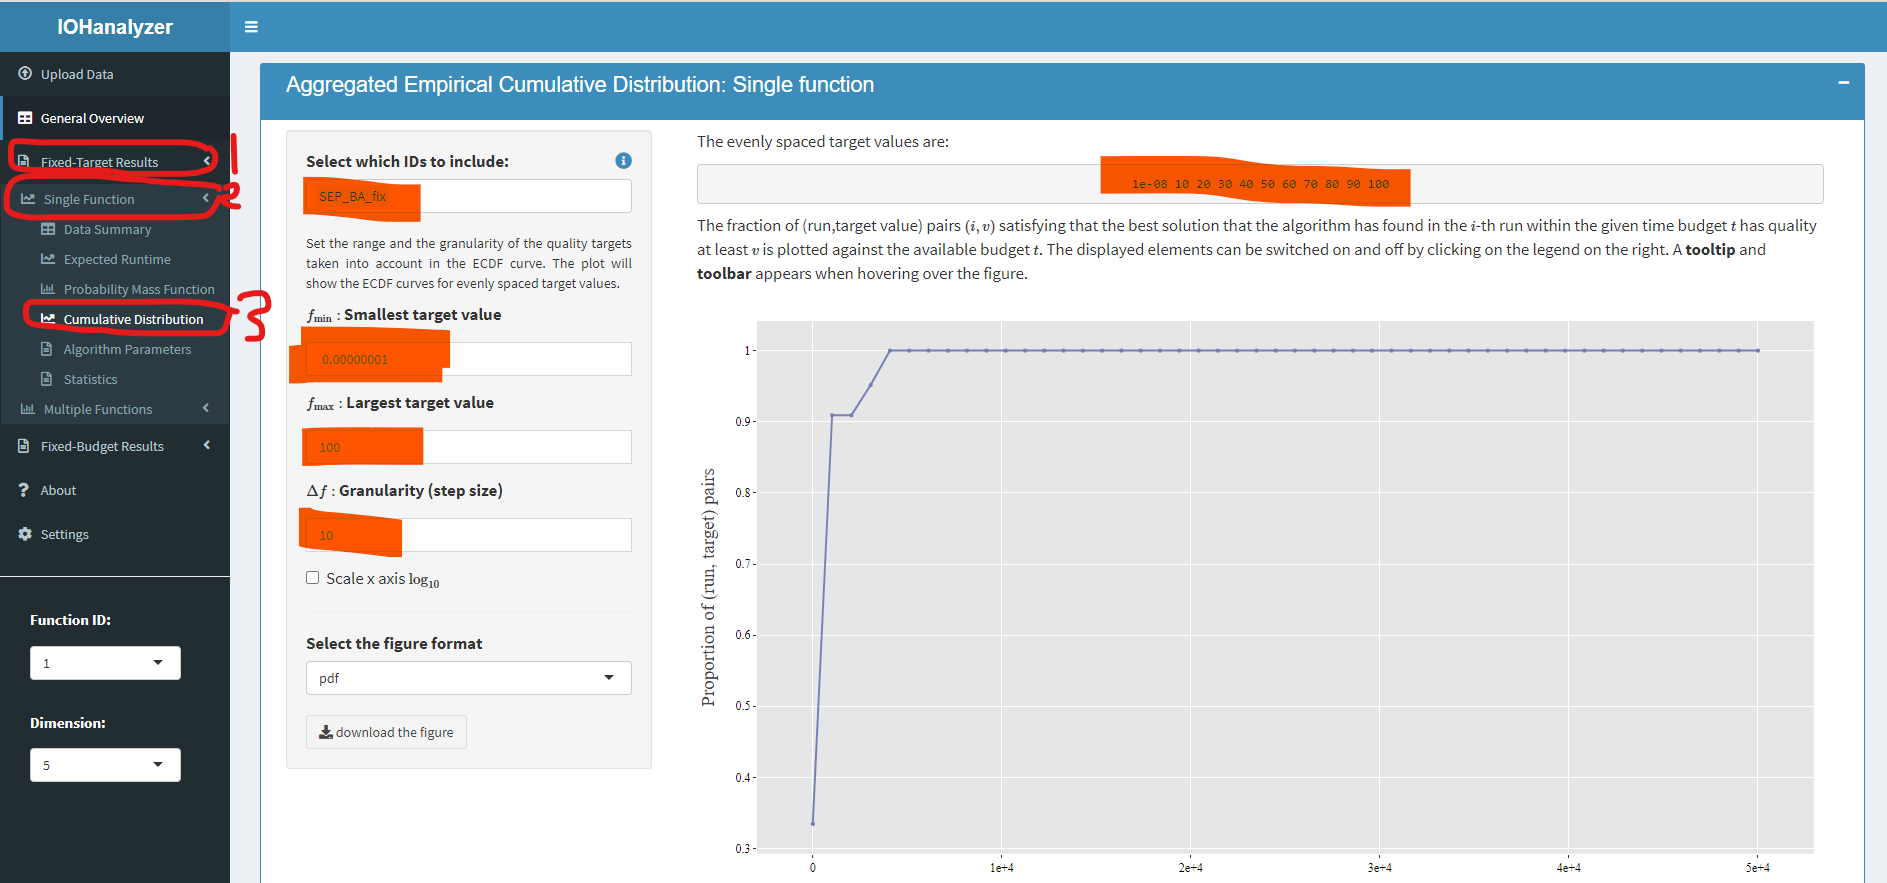 IOHanalyzer
Upload Data
General Overview
Fixed-Target Results
1
Single Function
2
Data Summary
Expected Runtime
Probability Mass Function
Cumulative Distribution
3
Algorithm Parameters
Statistics
Multiple Functions
Fixed-Budget Results
About
Settings
Function ID:
1
Dimension:
5
Aggregated Empirical Cumulative Distribution: Single function
Select which IDs to include:
SEP_BA_fix
Set the range and the granularity of the quality targets
taken into account in the ECDF curve. The plot will
show the ECDF curves for evenly spaced target values.
fmin : Smallest target value
0.00000001
fmax : Largest target value
100
Δf : Granularity (step size)
10
Scale x axis log10
Select the figure format
pdf
download the figure
The evenly spaced target values are:
1e-08 10 20 30 40 50 60 70 80 90 100
The fraction of (run,target value) pairs (i, v) satisfying that the best solution that the algorithm has found in the i-th run within the given time budget t has quality
at least v is plotted against the available budget t. The displayed elements can be switched on and off by clicking on the legend on the right. A tooltip and
toolbar appears when hovering over the figure.
Proportion of (run, target) pairs
1
0.9
0.8
0.7
0.6
0.5
0.4
0.3
0 1e+4 2e+4 3e+4 4e+4 5e+4